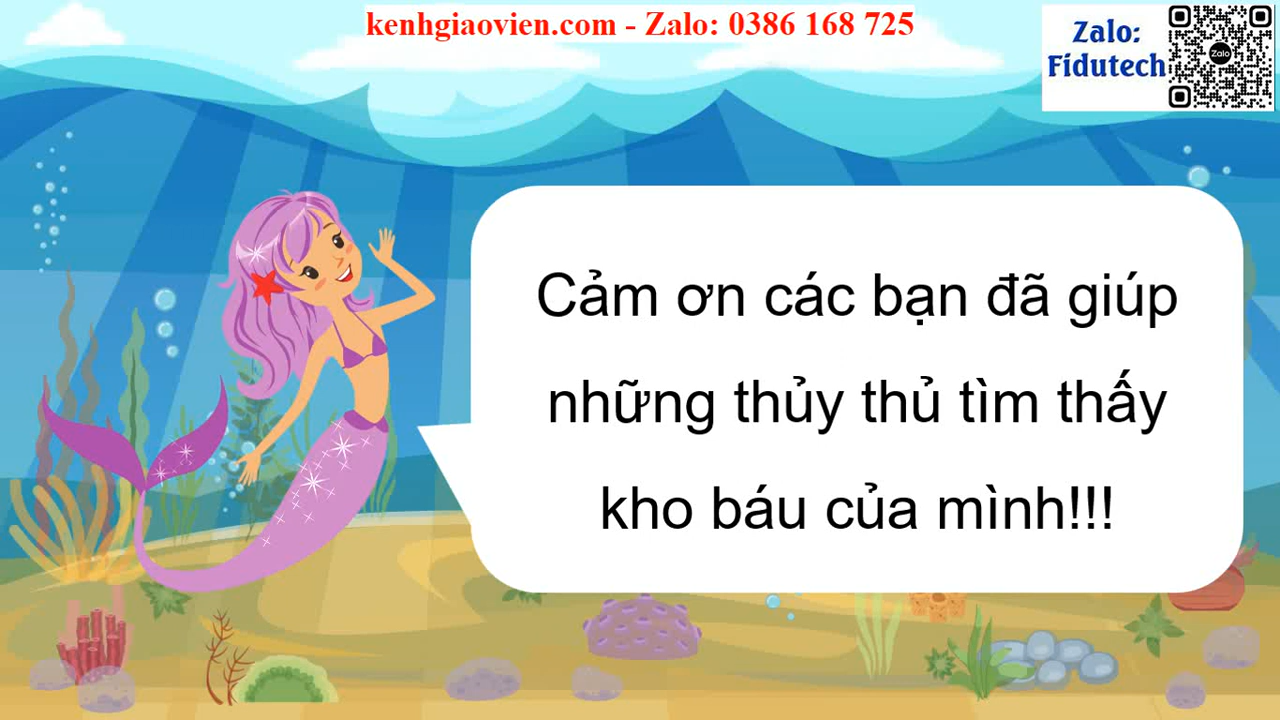 kenhgiaovien.com - Zalo: 0386 168 725
Zalo:
Fidutech
Zalo
Cảm ơn các bạn đã giúp
những thủy thủ tìm thấy
kho báu của mình!!!